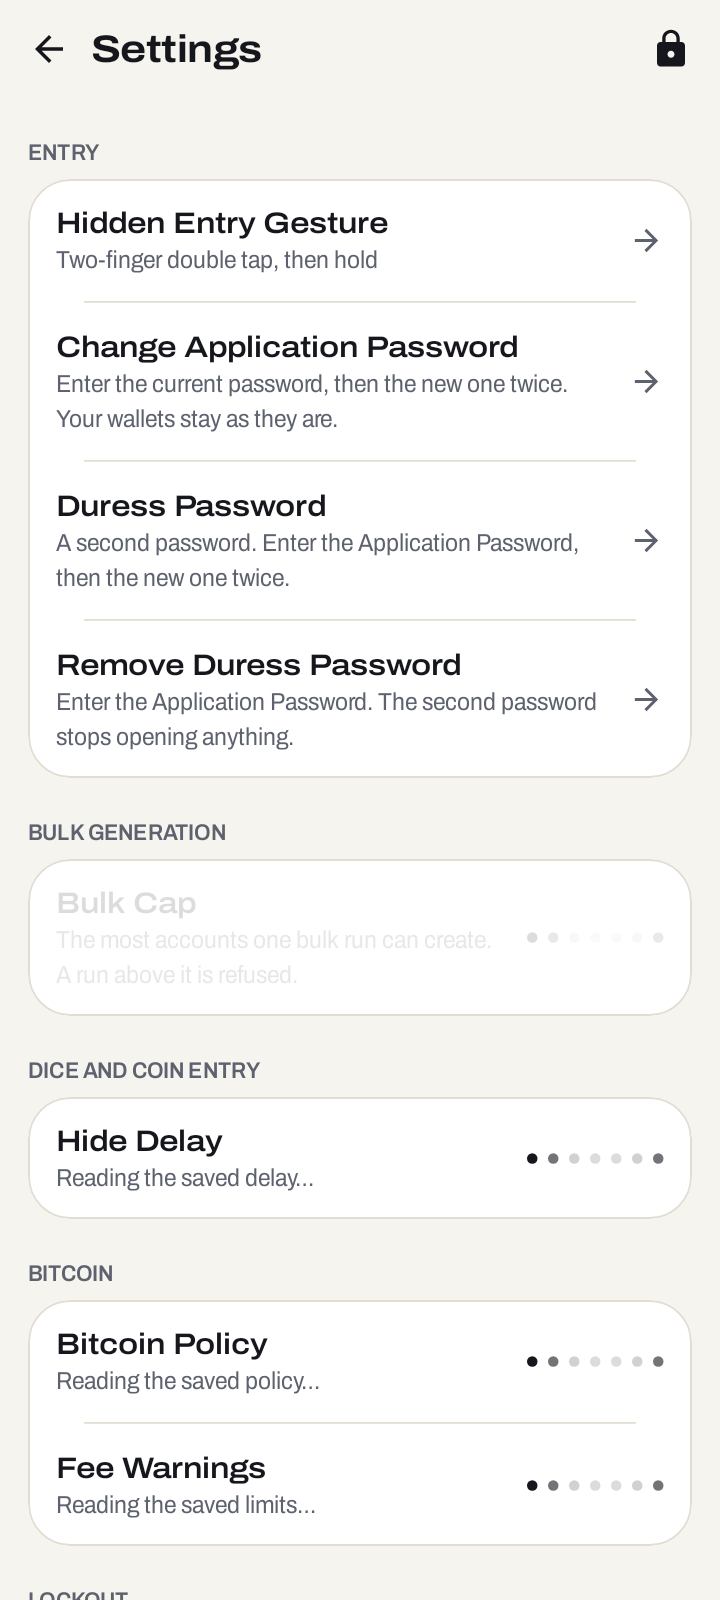 Settings
ENTRY
Hidden Entry Gesture
Two-finger double tap, then hold
Change Application Password
Enter the current password, then the new one twice.
Your wallets stay as they are.
Duress Password
A second password. Enter the Application Password,
then the new one twice.
Remove Duress Password
Enter the Application Password. The second password
stops opening anything.
BULK GENERATION
Bulk Cap
The most accounts one bulk run can create.
A run above it is refused.
DICE AND COIN ENTRY
Hide Delay
Reading the saved delay...
BITCOIN
Bitcoin Policy
Reading the saved policy...
Fee Warnings
Reading the saved limits...
LOCKOUT